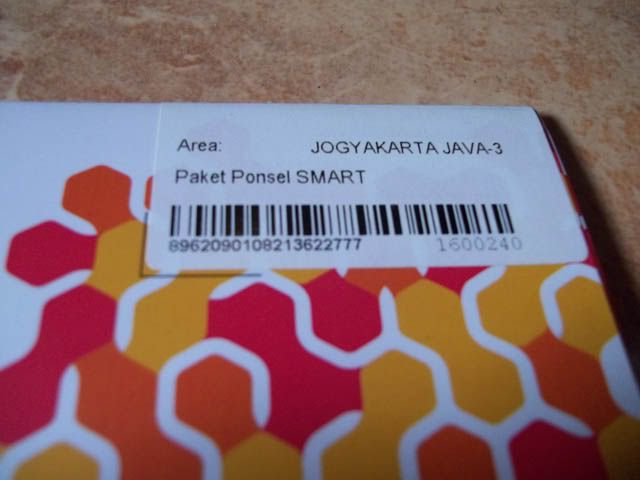 Area: JOGYAKARTA JAVA-3
Paket Ponsel SMART
8962090108213622777 1600240